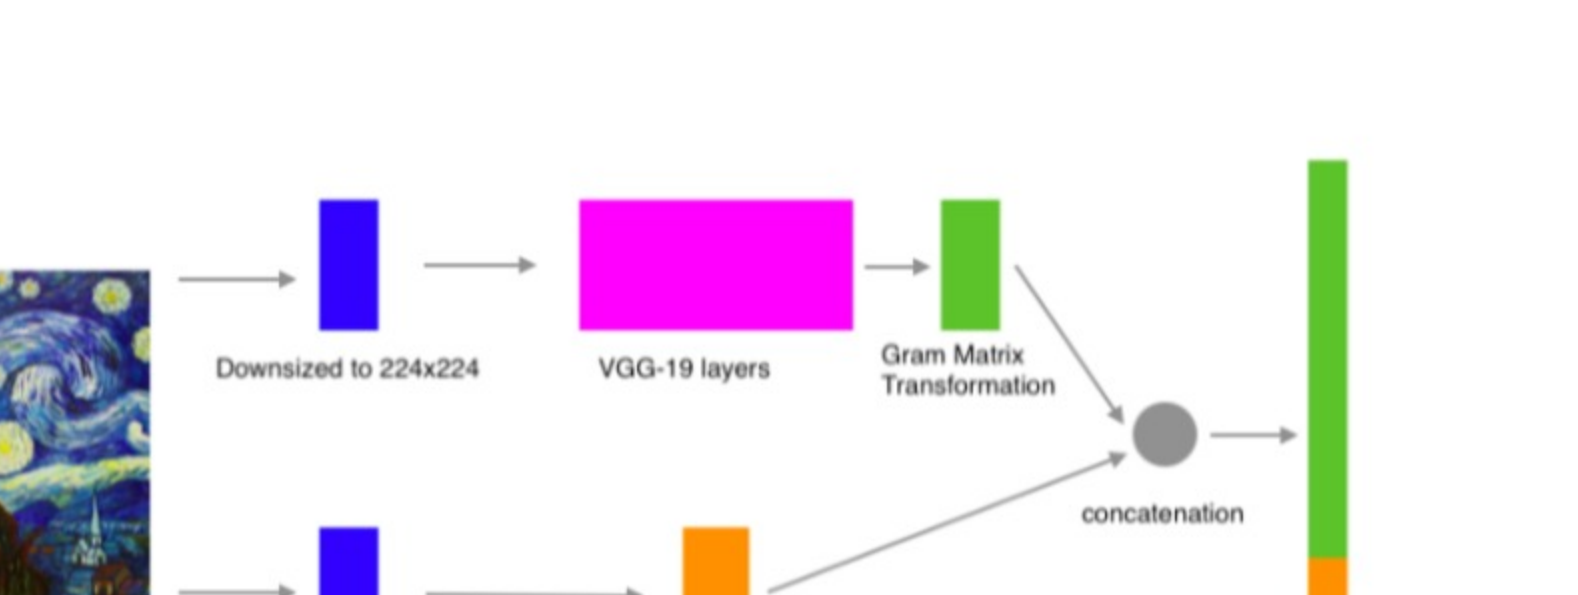 Downsized to 224x224
VGG-19 layers
Gram Matrix
Transformation
concatenation